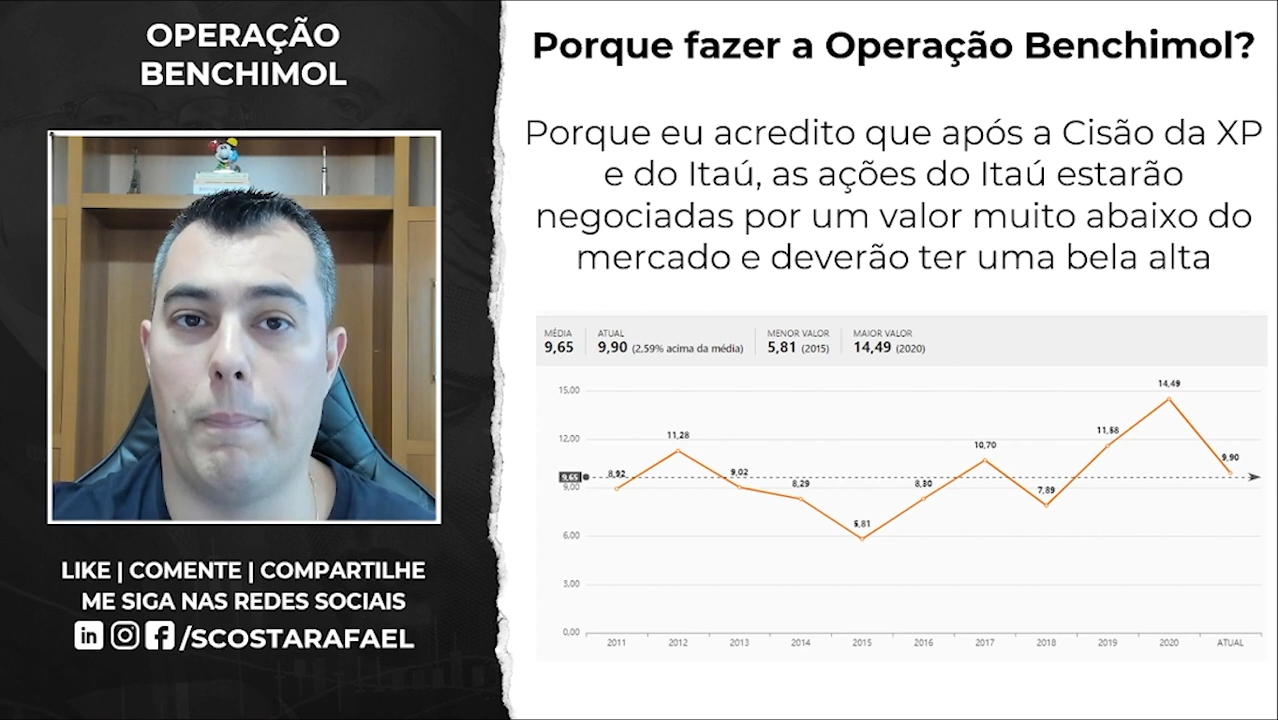 OPERAÇÃO
BENCHIMOL
LIKE | COMENTE | COMPARTILHE
ME SIGA NAS REDES SOCIAIS
in /SCOSTARAFAEL
Porque fazer a Operação Benchimol?
Porque eu acredito que após a Cisão da XP
e do Itaú, as ações do Itaú estarão
negociadas por um valor muito abaixo do
mercado e deverão ter uma bela alta
MÉDIA ATUAL MENOR VALOR MAIOR VALOR
9,65 9,90 (2,59% acima da média) 5,81 (2015) 14,49 (2020)
15,00
12,00
9,65
9,00
6,00
3,00
0,00
8,92
11,28
9,02
8,29
5,81
8,30
10,70
7,89
11,58
14,49
9,90
2011 2012 2013 2014 2015 2016 2017 2018 2019 2020 ATUAL